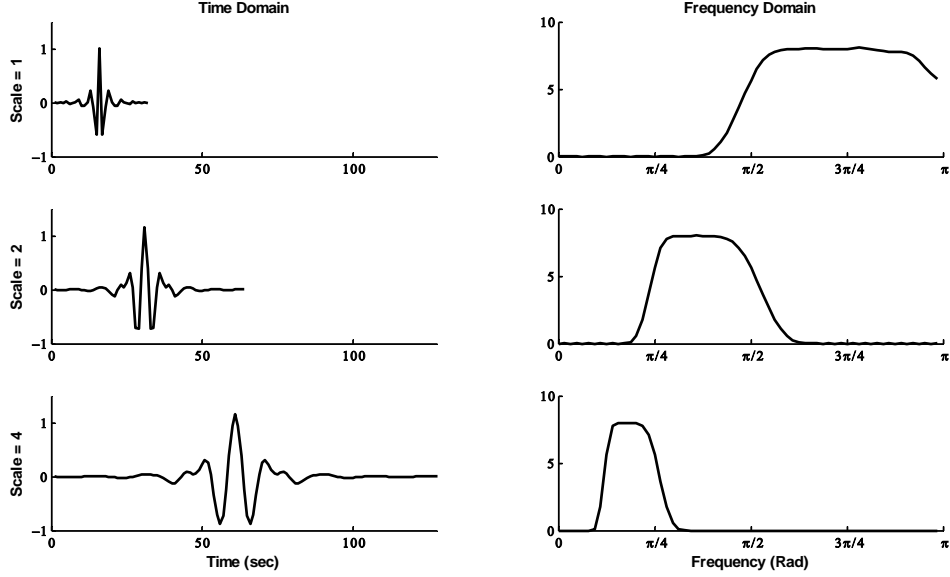 Time Domain
Frequency Domain
Scale = 1
1
0
−1
0
50
100
10
5
0
0
π/4
π/2
3π/4
π
Scale = 2
1
0
−1
0
50
100
10
5
0
0
π/4
π/2
3π/4
π
Scale = 4
1
0
−1
0
50
100
Time (sec)
10
5
0
0
π/4
π/2
3π/4
π
Frequency (Rad)